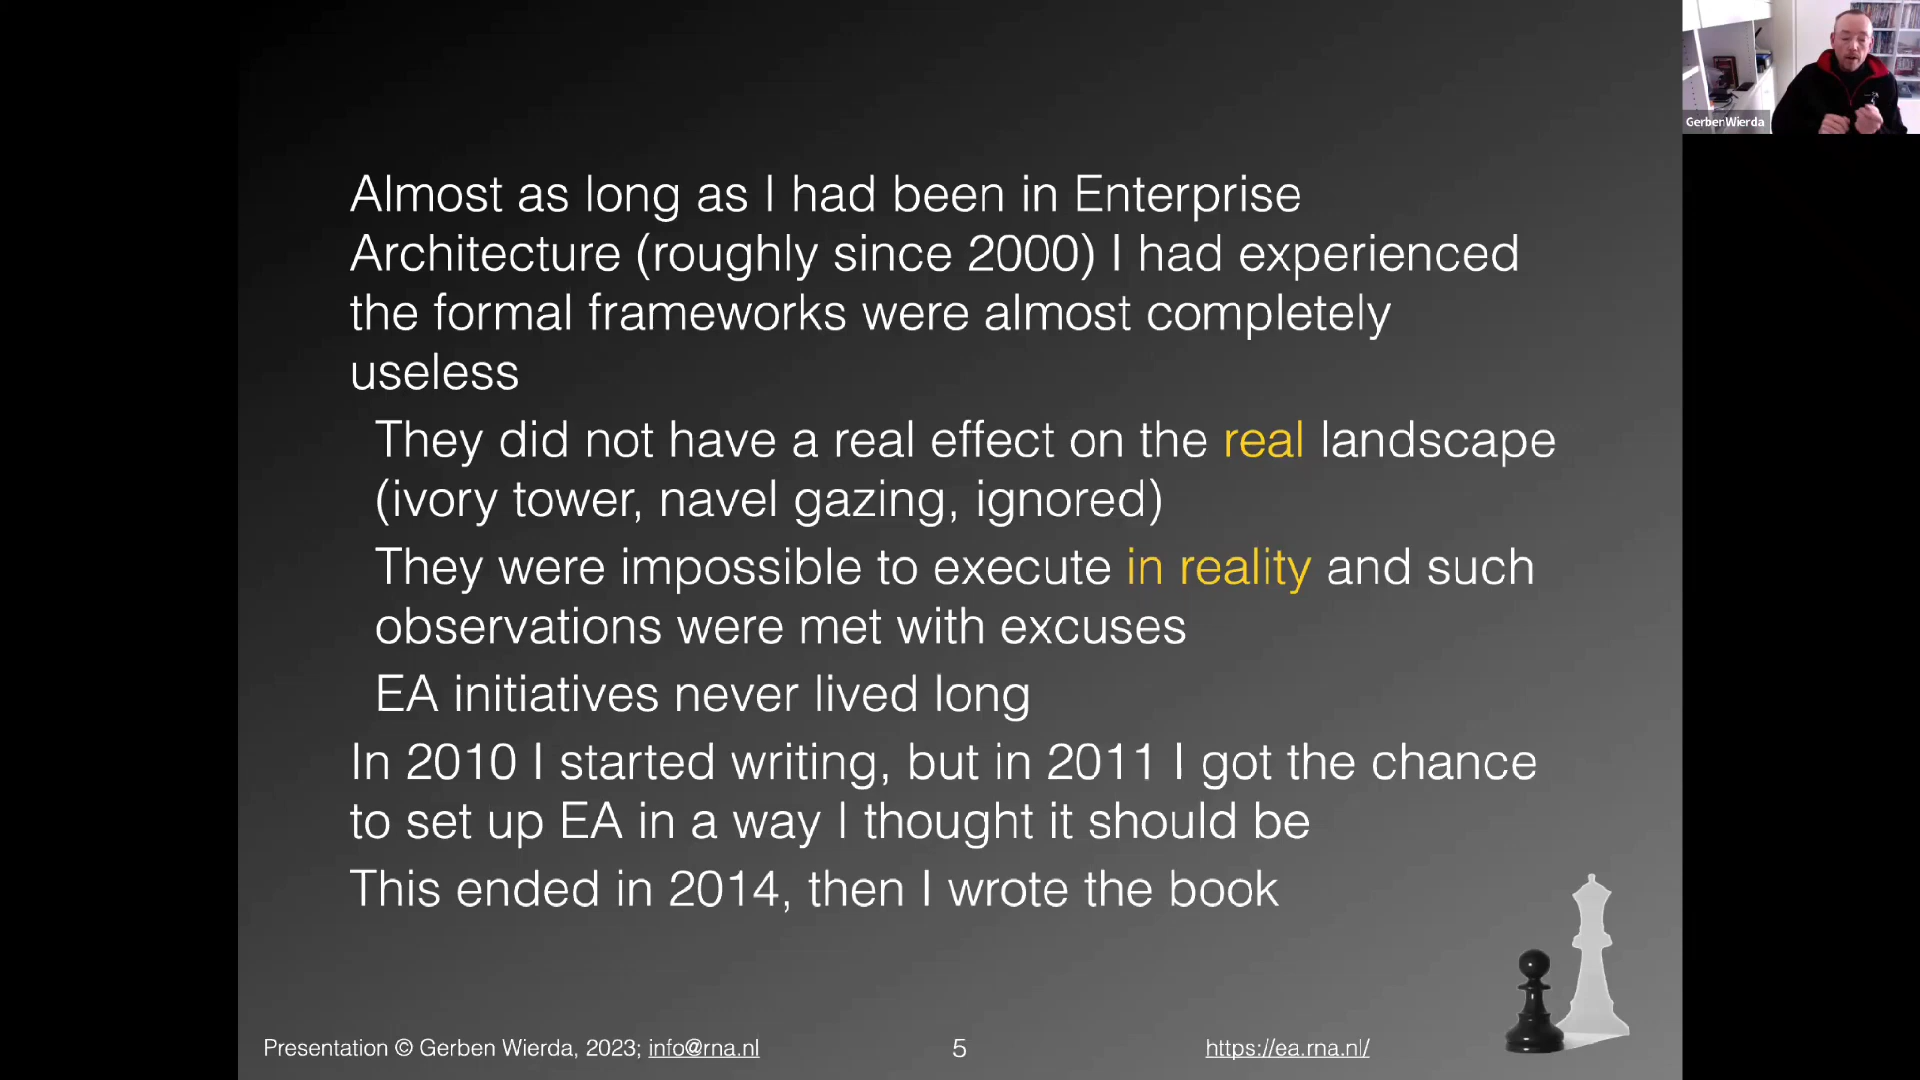 GerbenWierda
Almost as long as I had been in Enterprise
Architecture (roughly since 2000) I had experienced
the formal frameworks were almost completely
useless
They did not have a real effect on the real landscape
(ivory tower, navel gazing, ignored)
They were impossible to execute in reality and such
observations were met with excuses
EA initiatives never lived long
In 2010 I started writing, but in 2011 I got the chance
to set up EA in a way I thought it should be
This ended in 2014, then I wrote the book
Presentation © Gerben Wierda, 2023; info@rna.nl
5
https://ea.rna.nl/